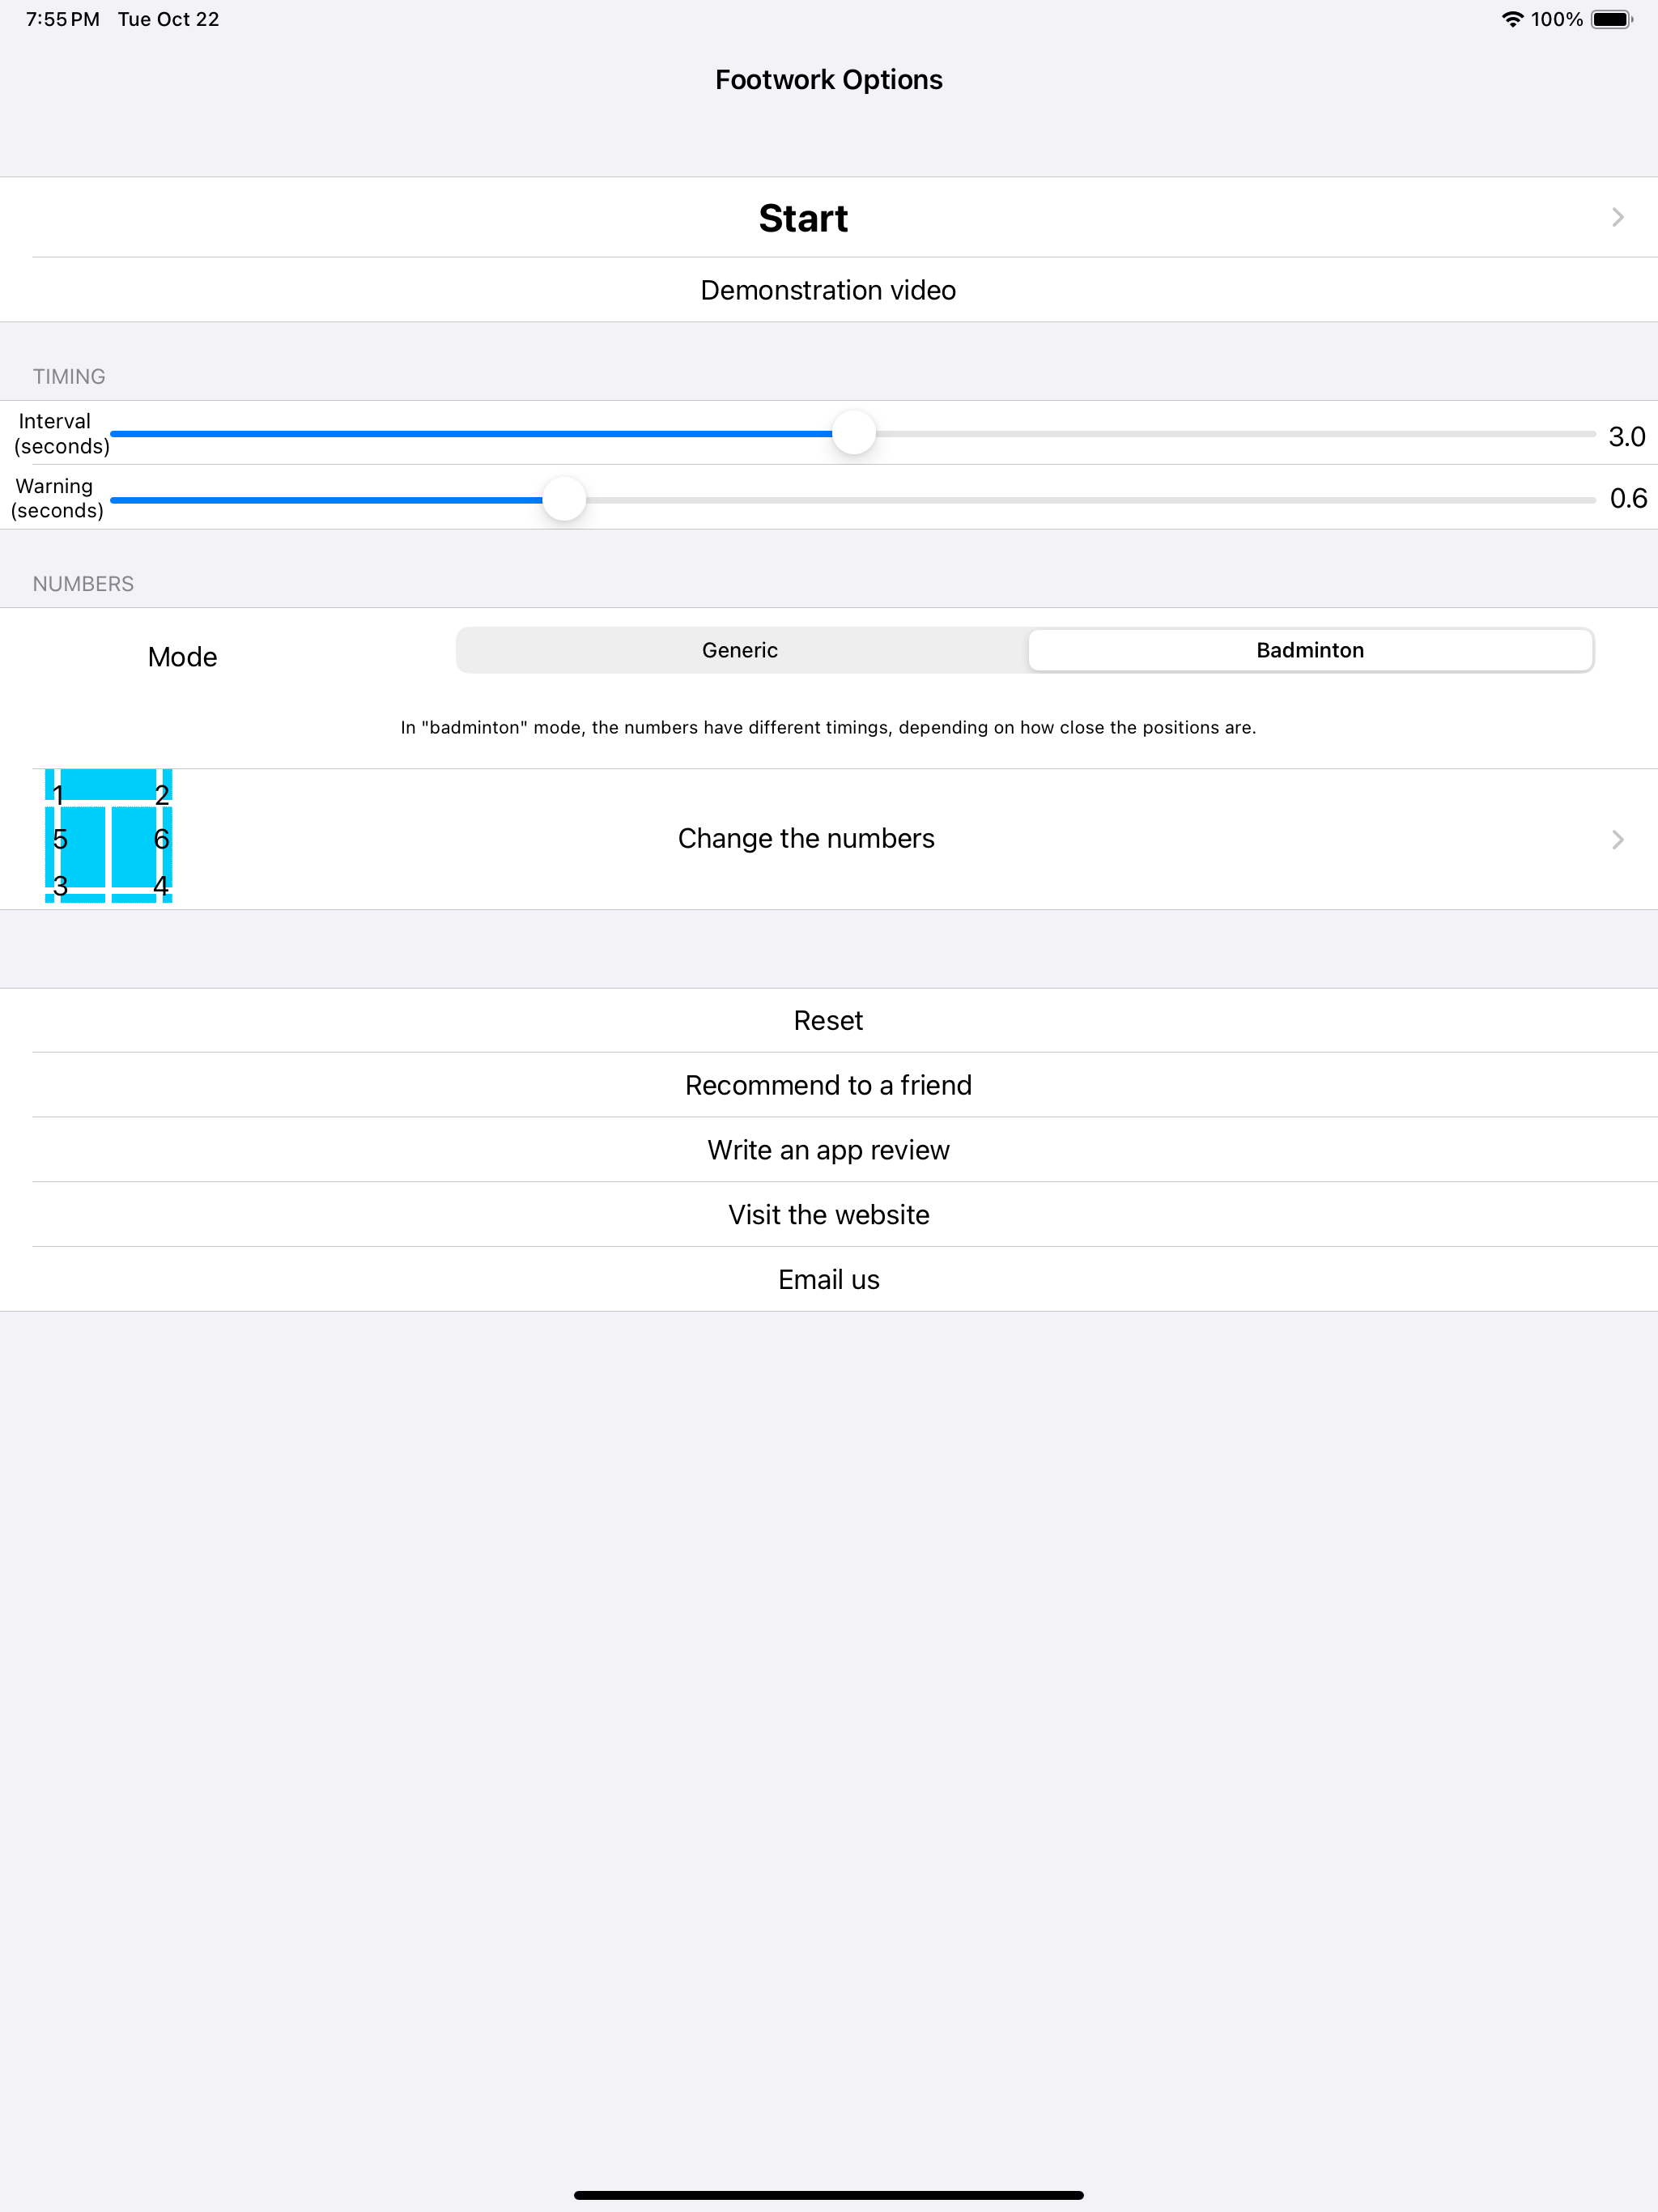 7:55 PM Tue Oct 22 100%
Footwork Options
Start
Demonstration video
TIMING
Interval
(seconds)
3.0
Warning
(seconds)
0.6
NUMBERS
Mode
Generic
Badminton
In "badminton" mode, the numbers have different timings, depending on how close the positions are.
1 2
5 6
3 4
Change the numbers
Reset
Recommend to a friend
Write an app review
Visit the website
Email us